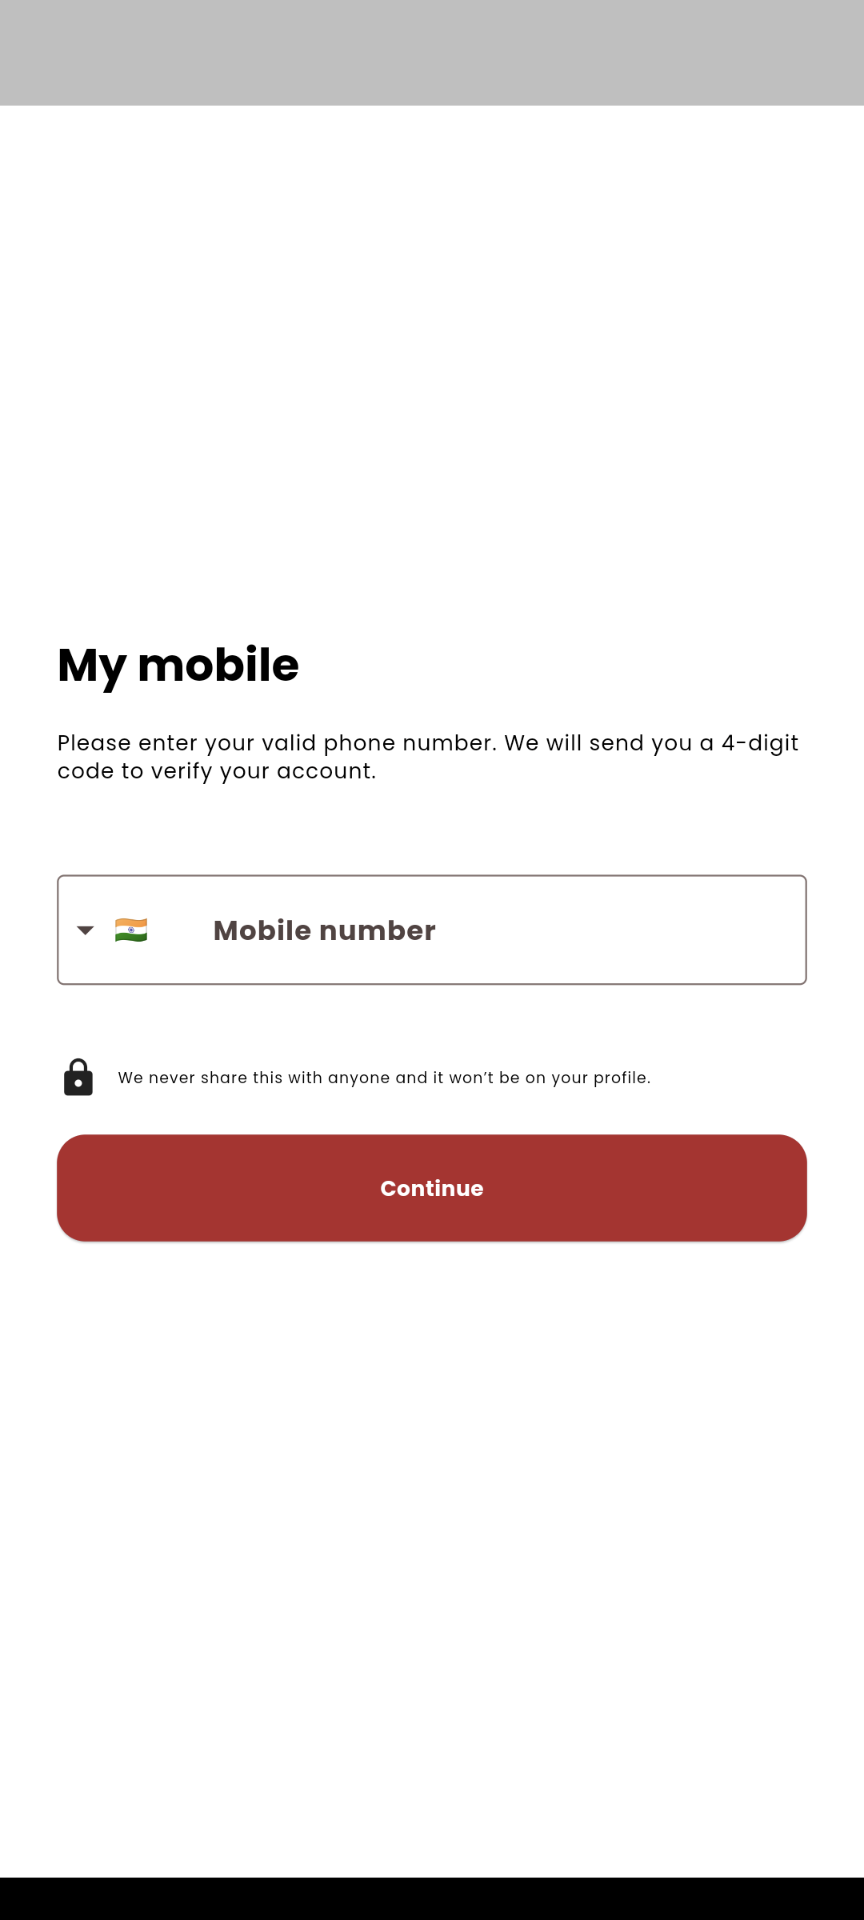 My mobile
Please enter your valid phone number. We will send you a 4-digit
code to verify your account.
Mobile number
We never share this with anyone and it won’t be on your profile.
Continue